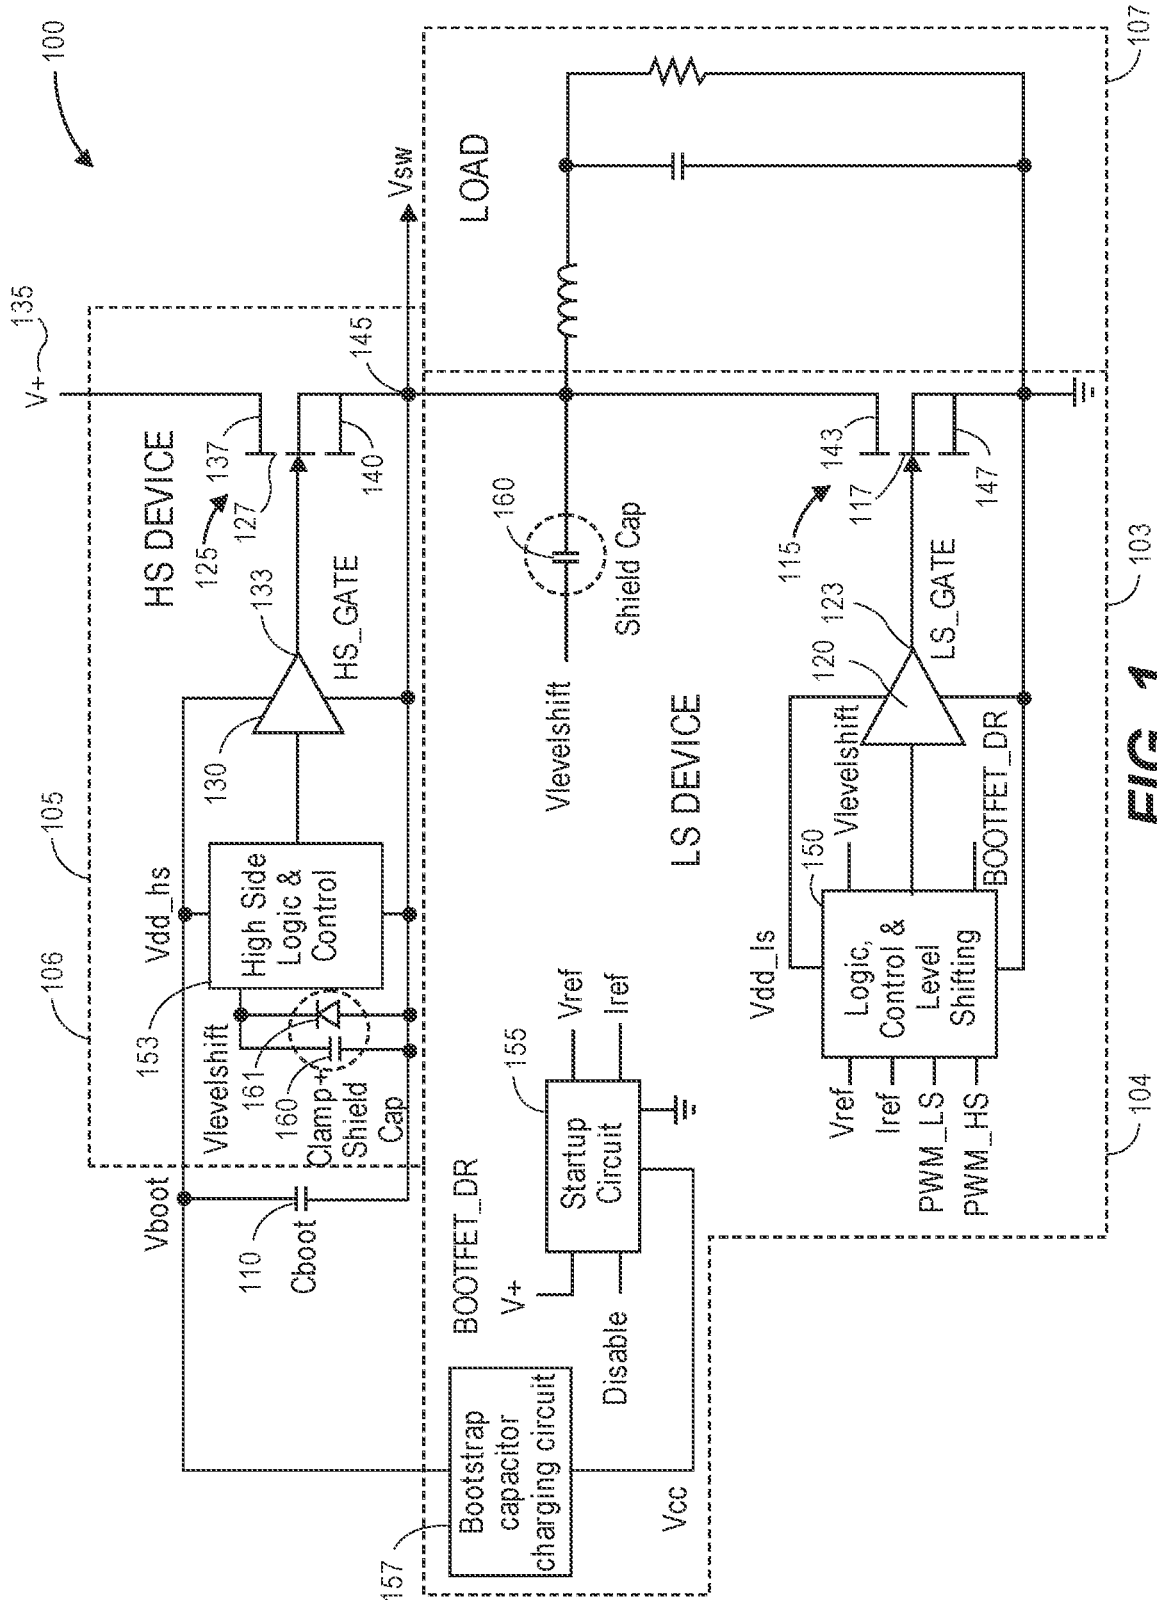 100
135
V+
105
106
HS DEVICE
125
137
127
133
HS_GATE
130
140
145
Vsw
Vdd_hs
High Side
Logic &
Control
153
Vlevelshift
161
160
Clamp+
Shield
Cap
Vboot
110
Cboot
LOAD
107
160
Shield Cap
Vlevelshift
LS DEVICE
143
115
117
147
103
123
120
LS_GATE
Vlevelshift
BOOTFET_DR
150
Vdd_ls
Logic,
Control &
Level
Shifting
Vref
Iref
PWM_LS
PWM_HS
104
Vref
Iref
155
Startup
Circuit
BOOTFET_DR
V+
Disable
Bootstrap
capacitor
charging circuit
157
Vcc
FIG. 1